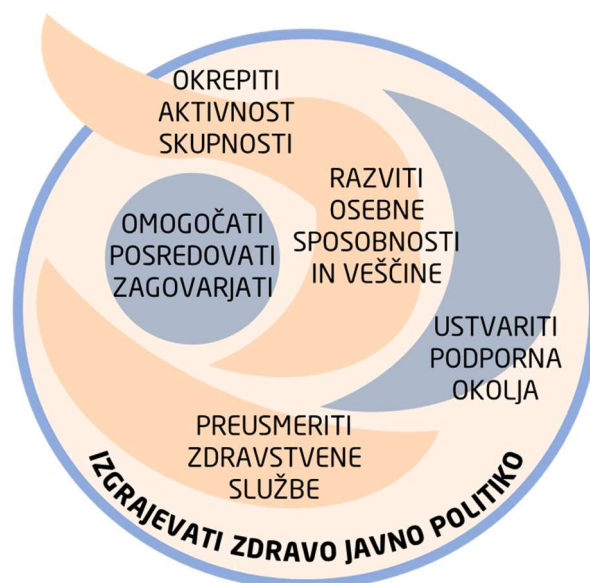 OKREPITI
AKTIVNOST
SKUPNOSTI
RAZVITI
OSEBNE
SPOSOBNOSTI
IN VEŠČINE
OMOGOČATI
POSREDOVATI
ZAGOVARJATI
USTVARITI
PODPORNA
OKOLJA
PREUSMERITI
ZDRAVSTVENE
SLUŽBE
IZGRAJEVATI ZDRAVO JAVNO POLITIKO